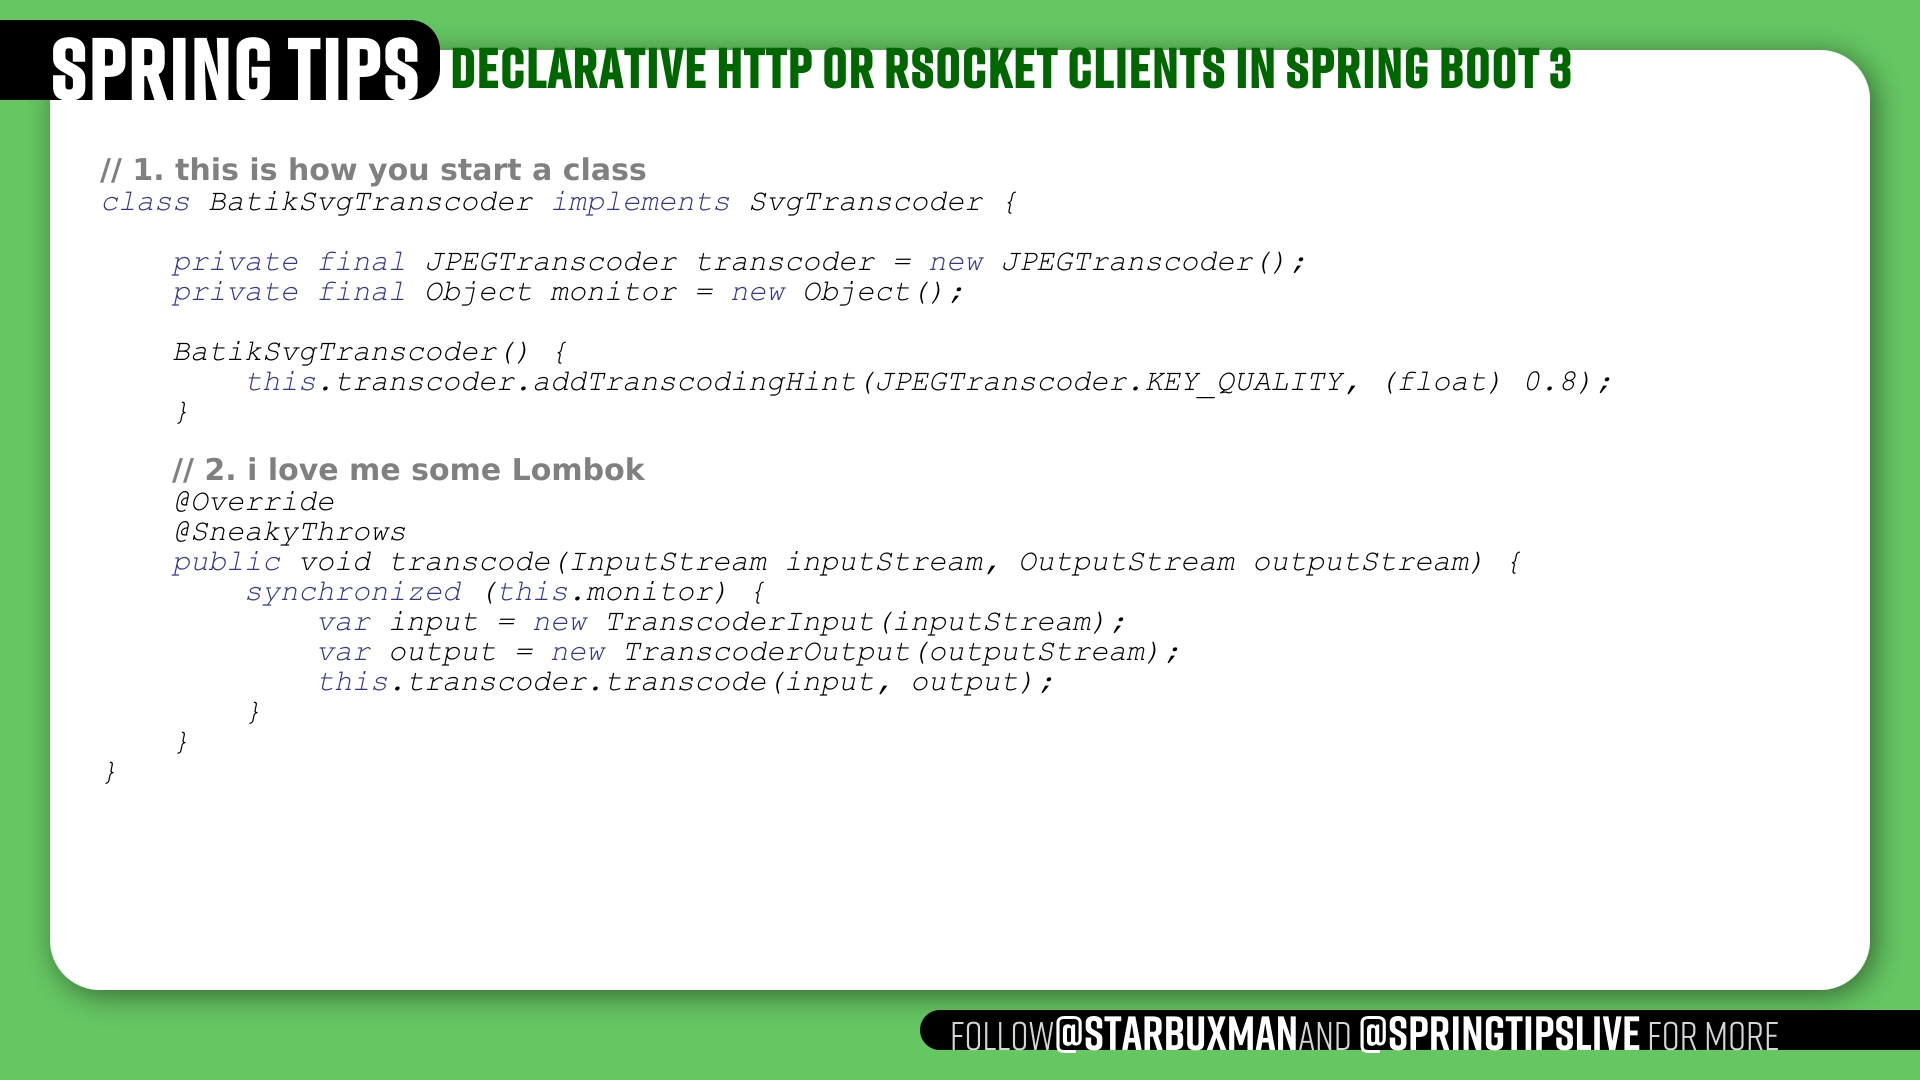 SPRING TIPS DECLARATIVE HTTP OR RSOCKET CLIENTS IN SPRING BOOT 3
// 1. this is how you start a class
class BatikSvgTranscoder implements SvgTranscoder {
private final JPEGTranscoder transcoder = new JPEGTranscoder();
private final Object monitor = new Object();
BatikSvgTranscoder() {
this.transcoder.addTranscodingHint(JPEGTranscoder.KEY_QUALITY, (float) 0.8);
}
// 2. i love me some Lombok
@Override
@SneakyThrows
public void transcode(InputStream inputStream, OutputStream outputStream) {
synchronized (this.monitor) {
var input = new TranscoderInput(inputStream);
var output = new TranscoderOutput(outputStream);
this.transcoder.transcode(input, output);
}
}
}
FOLLOW@STARBUXMANAND @SPRINGTIPSLIVE FOR MORE